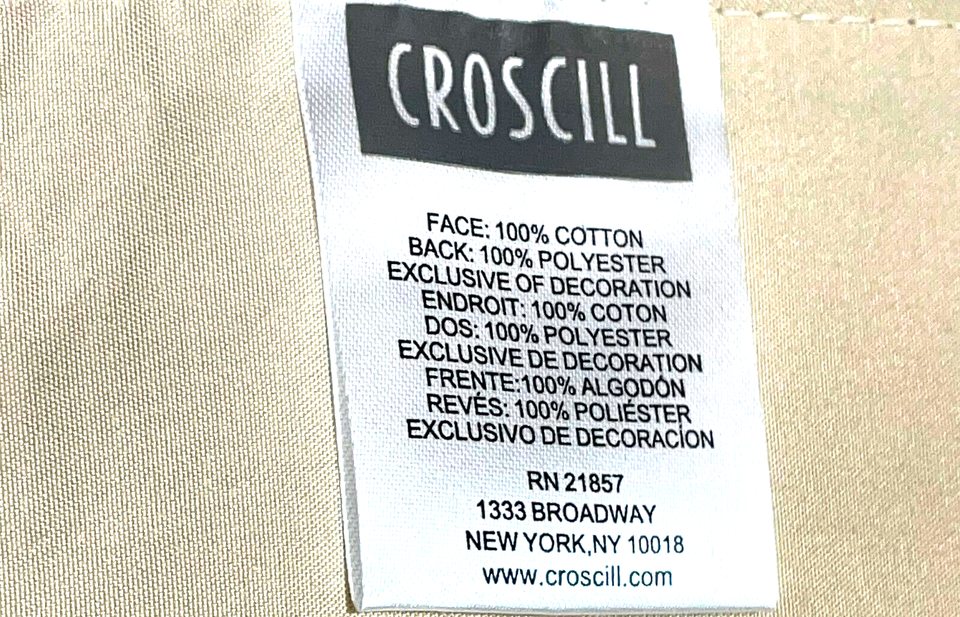 CROSCILL
FACE: 100% COTTON
BACK: 100% POLYESTER
EXCLUSIVE OF DECORATION
ENDROIT: 100% COTON
DOS: 100% POLYESTER
EXCLUSIVE DE DECORATION
FRENTE:100% ALGODÓN
REVÉS: 100% POLIÉSTER
EXCLUSIVO DE DECORACÍON
RN 21857
1333 BROADWAY
NEW YORK,NY 10018
www.croscill.com